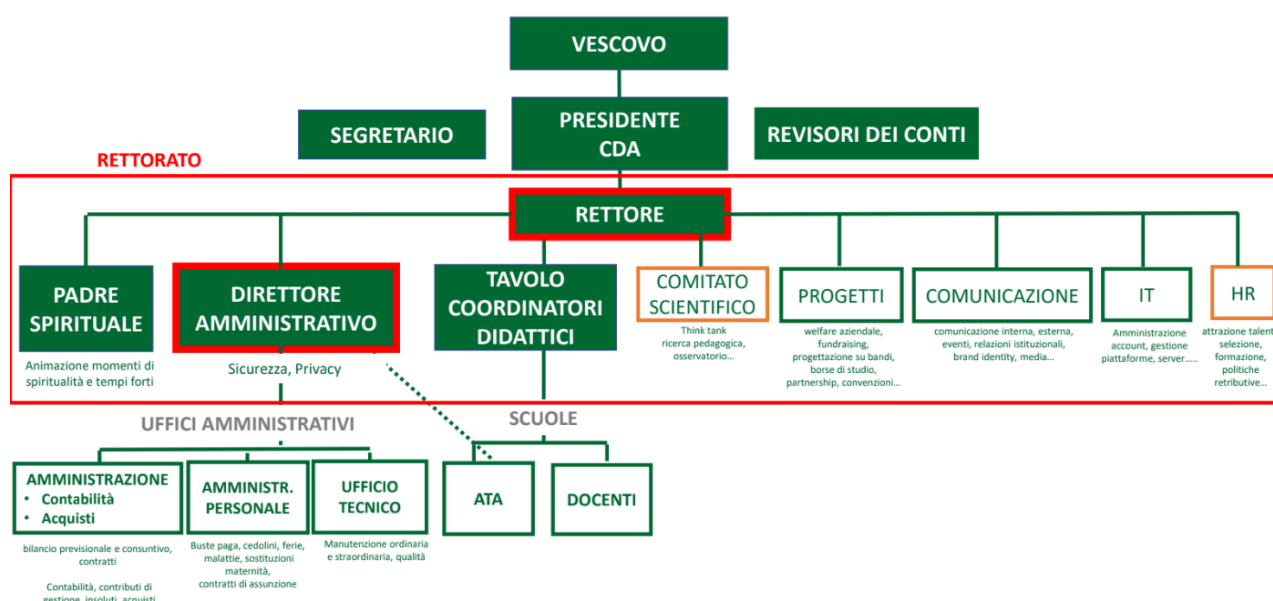 VESCOVO
SEGRETARIO
PRESIDENTE
CDA
REVISORI DEI CONTI
RETTORATO
RETTORE
PADRE
SPIRITUALE
Animazione momenti di
spiritualità e tempi forti
DIRETTORE
AMMINISTRATIVO
Sicurezza, Privacy
TAVOLO
COORDINATORI
DIDATTICI
COMITATO
SCIENTIFICO
Think tank
ricerca pedagogica,
osservatorio...
PROGETTI
welfare aziendale,
fundraising,
progettazione su bandi,
borse di studio,
partnership, convenzioni...
COMUNICAZIONE
comunicazione interna, esterna,
eventi, relazioni istituzionali,
brand identity, media...
IT
Amministrazione
account, gestione
piattaforme, server.....
HR
attrazione talent
selezione,
formazione,
politiche
retributive...
UFFICI AMMINISTRATIVI
SCUOLE
AMMINISTRAZIONE
• Contabilità
• Acquisti
bilancio previsionale e consuntivo,
contratti
Contabilità, contributi di
gestione, insoluti, acquisti
AMMINISTR.
PERSONALE
Buste paga, cedolini, ferie,
malattie, sostituzioni
maternità,
contratti di assunzione
UFFICIO
TECNICO
Manutenzione ordinaria
e straordinaria, qualità
ATA
DOCENTI